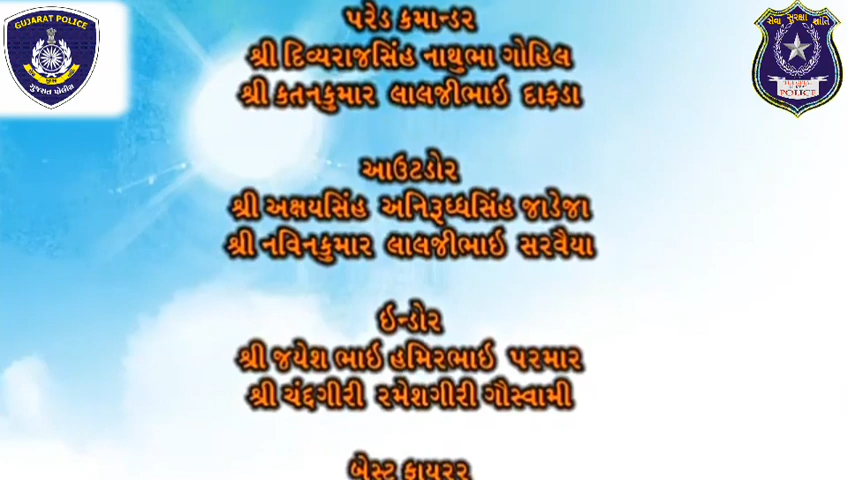 GUJARAT POLICE
ગુજરાત પોલીસ
સેવા સુરક્ષા શાંતિ
POLICE
પરેડ કમાન્ડર
શ્રી દિવ્યરાજસિંહ નાથુભા ગોહિલ
શ્રી કતનકુમાર લાલજીભાઇ દાફડા
આઉટડોર
શ્રી અક્ષયસિંહ અનિરૂધ્ધસિંહ જાડેજા
શ્રી નવિનકુમાર લાલજીભાઇ સરવૈયા
ઇન્ડોર
શ્રી જયેશ ભાઇ હમિરભાઇ પરમાર
શ્રી ચંદ્દગીરી રમેશગીરી ગૌસ્વામી
બેસ્ટ ફાયરર